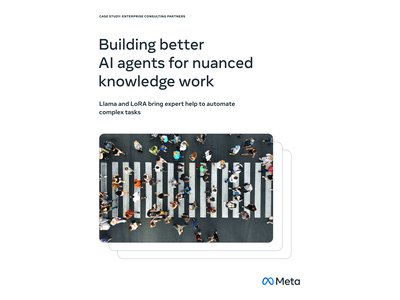 CASE STUDY: ENTERPRISE CONSULTING PARTNERS
Building better
AI agents for nuanced
knowledge work
Llama and LoRA bring expert help to automate
complex tasks
Meta